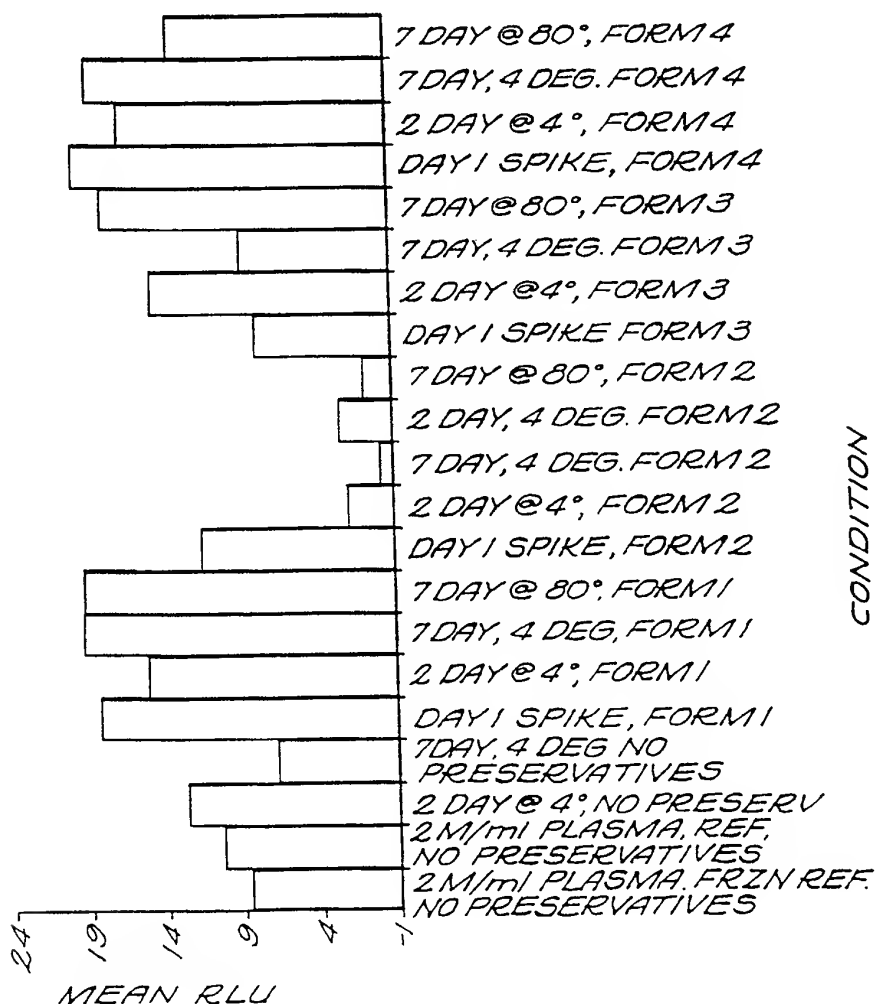 7 DAY @ 80°, FORM 4
7 DAY, 4 DEG. FORM 4
2 DAY @ 4°, FORM 4
DAY 1 SPIKE, FORM 4
7 DAY @ 80°, FORM 3
7 DAY, 4 DEG. FORM 3
2 DAY @4°, FORM 3
DAY 1 SPIKE FORM 3
7 DAY @ 80°, FORM 2
2 DAY, 4 DEG. FORM 2
7 DAY, 4 DEG. FORM 2
2 DAY @ 4°, FORM 2
DAY 1 SPIKE, FORM 2
7 DAY @ 80°, FORM 1
7 DAY, 4 DEG, FORM 1
2 DAY @ 4°, FORM 1
DAY 1 SPIKE, FORM 1
7 DAY, 4 DEG NO
PRESERVATIVES
2 DAY @ 4°, NO PRESERV
2 M/ml PLASMA, REF,
NO PRESERVATIVES
2 M/ml PLASMA. FRZN REF.
NO PRESERVATIVES
CONDITION
24 19 14 9 4 -1
MEAN RLU